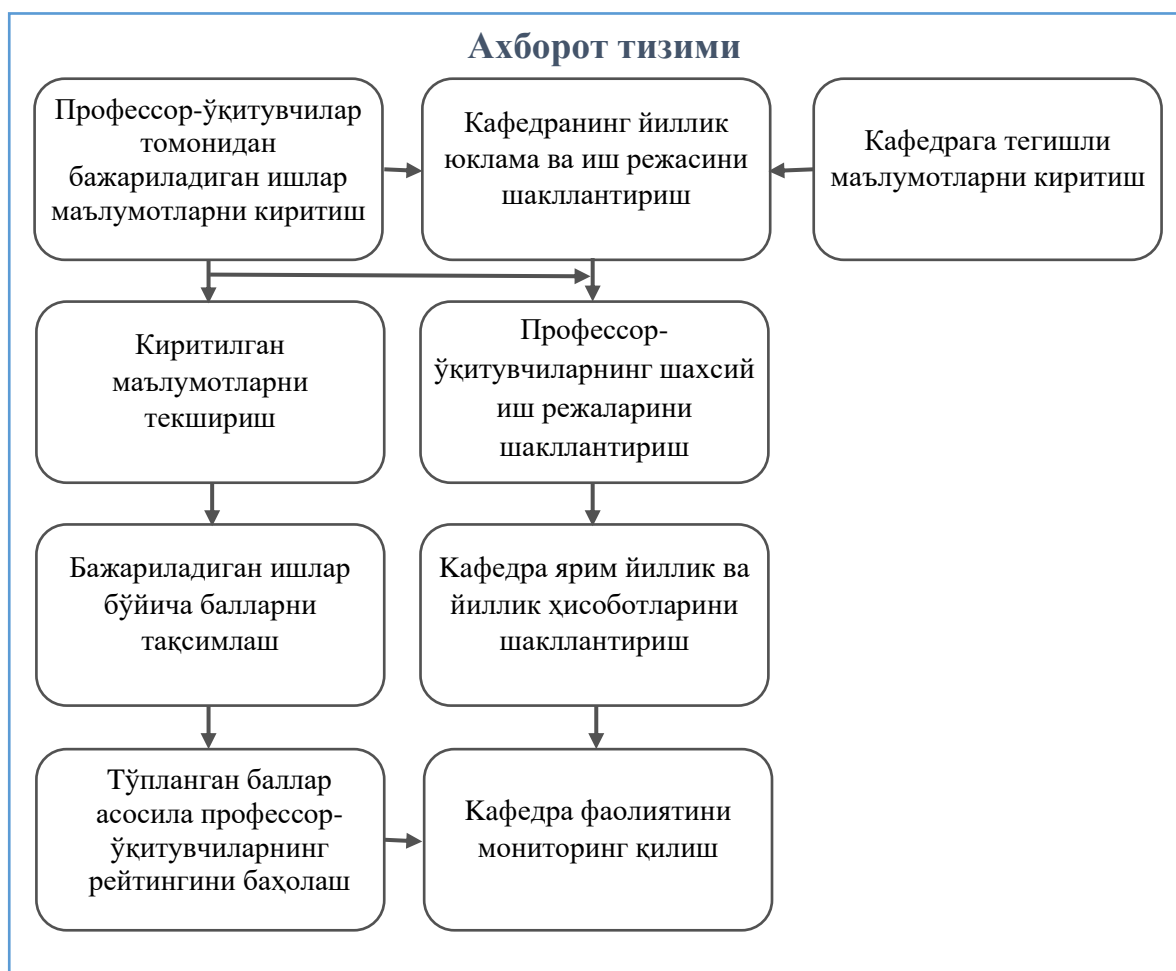 Ахборот тизими
Профессор-ўқитувчилар
томонидан
бажариладиган ишлар
маълумотларни киритиш
Кафедранинг йиллик
юклама ва иш режасини
шакллантириш
Кафедрага тегишли
маълумотларни киритиш
Киритилган
маълумотларни
текшириш
Профессор-
ўқитувчиларнинг шахсий
иш режаларини
шакллантириш
Бажариладиган ишлар
бўйича балларни
тақсимлаш
Кафедра ярим йиллик ва
йиллик ҳисоботларини
шакллантириш
Тўпланган баллар
асосила профессор-
ўқитувчиларнинг
рейтингини баҳолаш
Кафедра фаолиятини
мониторинг қилиш